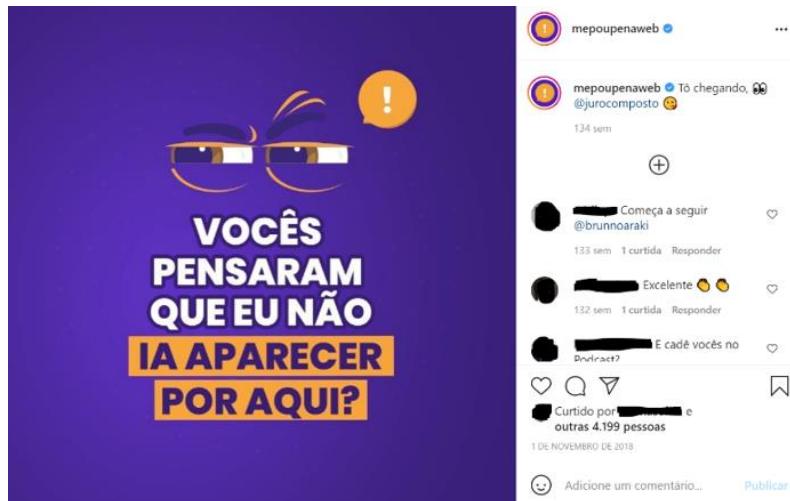 !
VOCÊS
PENSARAM
QUE EU NÃO
IA APARECER
POR AQUI?
mepoupenaweb
mepoupenaweb Tô chegando, 👀
@jurocomposto 😋
134 sem
Começa a seguir
@brunnoaraki
133 sem 1 curtida Responder
Excelente 👏 👏
132 sem 1 curtida Responder
E cadê vocês no
Podcast?
Curtido por e
outras 4.199 pessoas
1 DE NOVEMBRO DE 2018
Adicione um comentário... Publicar